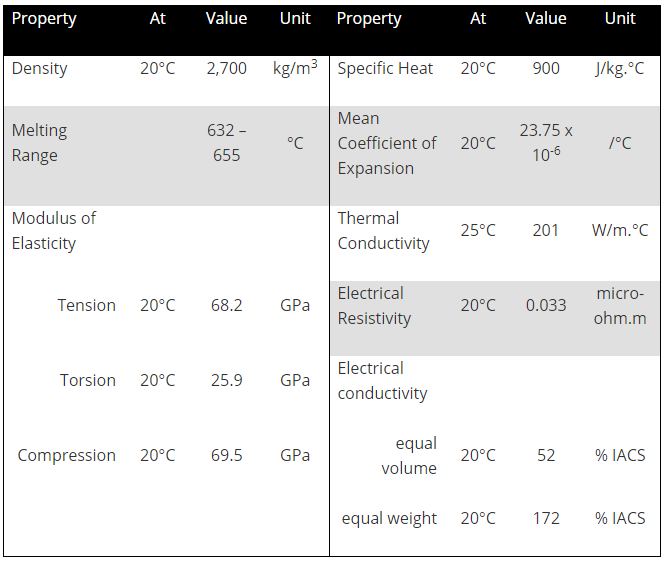 Property At Value Unit Property At Value Unit
Density 20°C 2,700 kg/m³ Specific Heat 20°C 900 J/kg.°C
Melting
Range
632 –
655
°C
Mean
Coefficient of
Expansion
20°C
23.75 x
10⁻⁶
/°C
Modulus of
Elasticity
Thermal
Conductivity
25°C 201 W/m.°C
Tension 20°C 68.2 GPa
Electrical
Resistivity
20°C 0.033
micro-
ohm.m
Torsion 20°C 25.9 GPa
Electrical
conductivity
Compression 20°C 69.5 GPa
equal
volume
20°C 52 % IACS
equal weight 20°C 172 % IACS